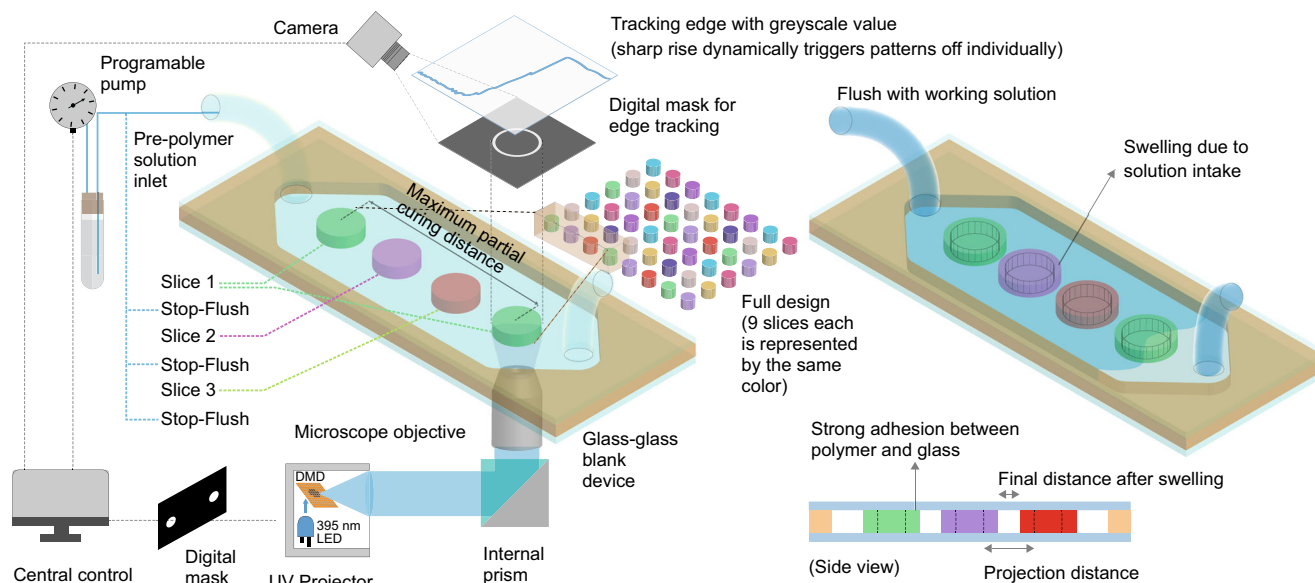 Camera
Tracking edge with greyscale value
(sharp rise dynamically triggers patterns off individually)
Programable
pump
Pre-polymer
solution
inlet
Digital mask for
edge tracking
Flush with working solution
Swelling due to
solution intake
Maximum partial
curing distance
Slice 1
Stop-Flush
Slice 2
Stop-Flush
Slice 3
Stop-Flush
Full design
(9 slices each
is represented
by the same
color)
Microscope objective
Glass-glass
blank
device
DMD
395 nm
LED
Central control
Digital
mask
UV Projector
Internal
prism
Strong adhesion between
polymer and glass
Final distance after swelling
(Side view)
Projection distance